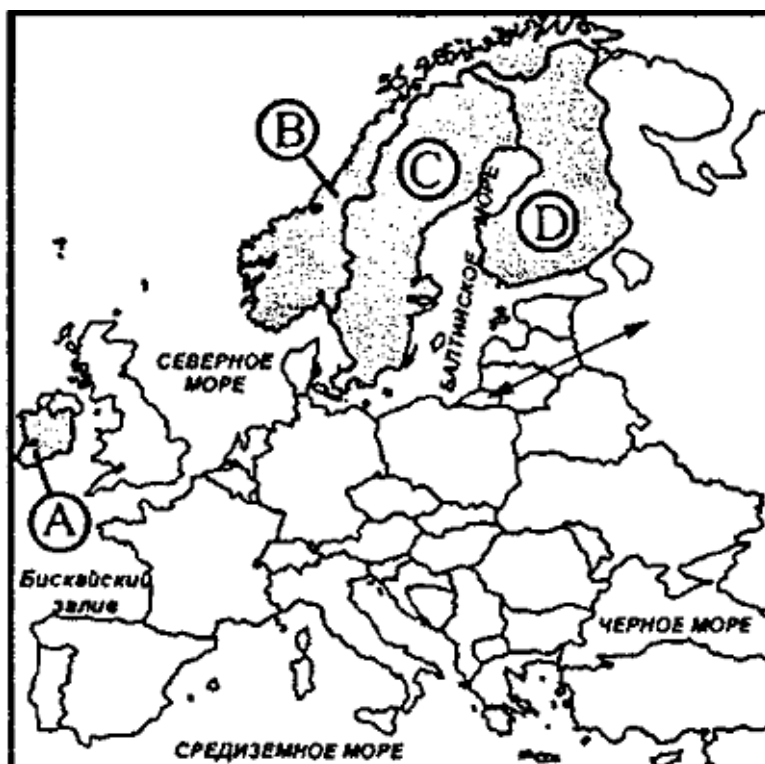 B
C
D
БАЛТИЙСКОЕ МОРЕ
СЕВЕРНОЕ
МОРЕ
A
Бискайский
залив
ЧЕРНОЕ МОРЕ
СРЕДИЗЕМНОЕ МОРЕ